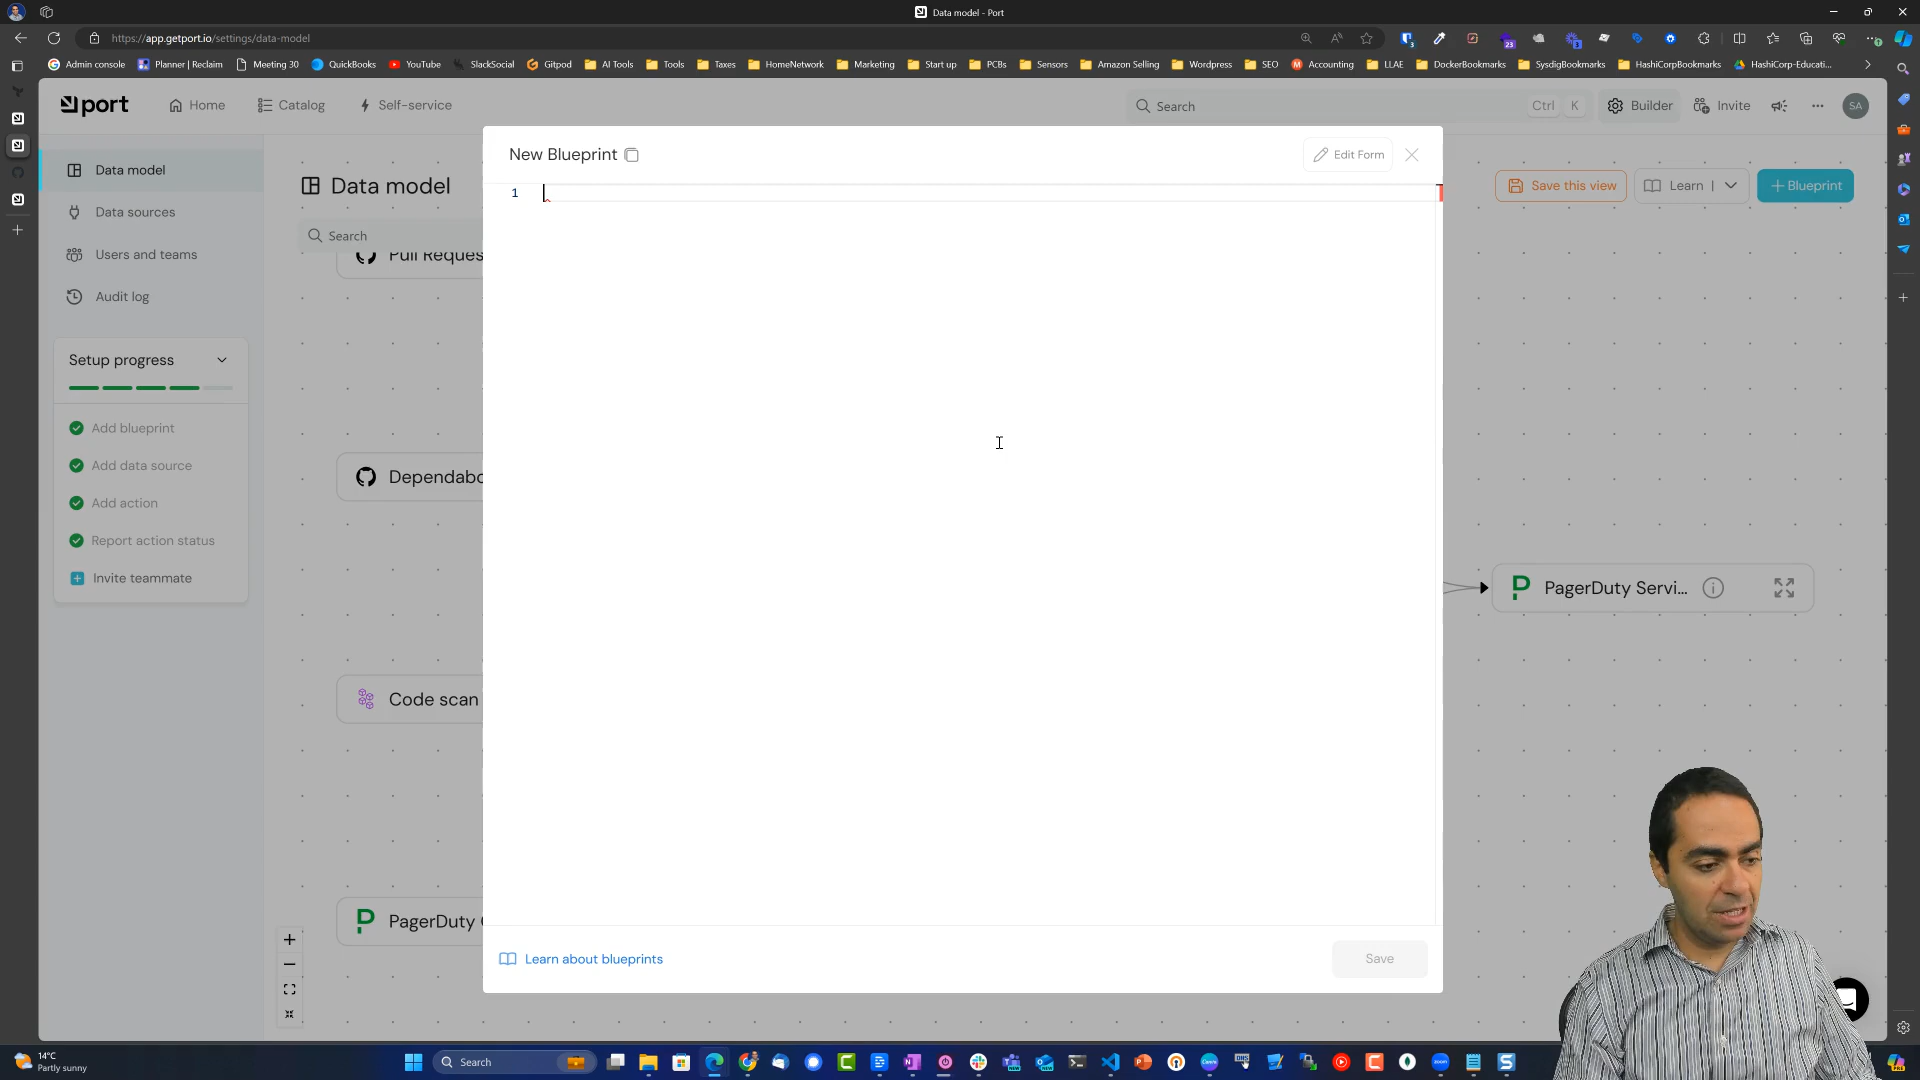 Data model - Port
https://app.getport.io/settings/data-model
Admin console
Planner | Reclaim
Meeting 30
QuickBooks
YouTube
SlackSocial
Gitpod
AI Tools
Tools
Taxes
HomeNetwork
Marketing
Start up
PCBs
Sensors
Amazon Selling
Wordpress
SEO
Accounting
LLAE
DockerBookmarks
SysdigBookmarks
HashiCorpBookmarks
HashiCorp-Educati...
port
Home
Catalog
Self-service
Search
Ctrl
K
Builder
Invite
SA
New Blueprint
Edit Form
Data model
Data sources
Users and teams
Audit log
Data model
Save this view
Learn
Blueprint
Search
1
Pull Reques
Setup progress
Add blueprint
Add data source
Add action
Report action status
Invite teammate
Dependabo
PagerDuty Servi...
Code scan
PagerDuty
Learn about blueprints
Save
14°C
Partly sunny
Search